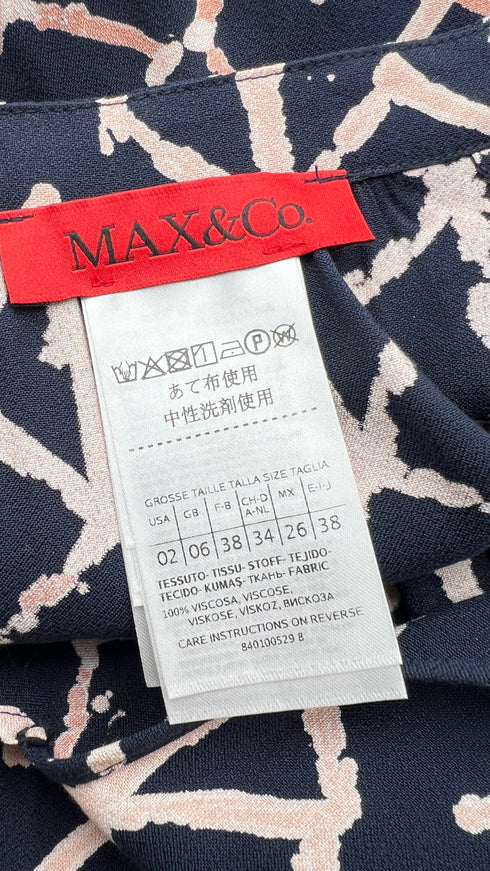 MAX&Co.
あて布使用
中性洗剤使用
GROSSE TAILLE TALLA SIZE TAGLIA
USA GB F-B CH-D A-NL MX E-I-J
02 06 38 34 26 38
TESSUTO- TISSU- STOFF- TEJIDO-
TECIDO- KUMAŞ- ТКАНЬ- FABRIC
100% VISCOSA, VISCOSE,
VISKOSE, VISKOZ, ВИСКОЗА
CARE INSTRUCTIONS ON REVERSE
840100529 8